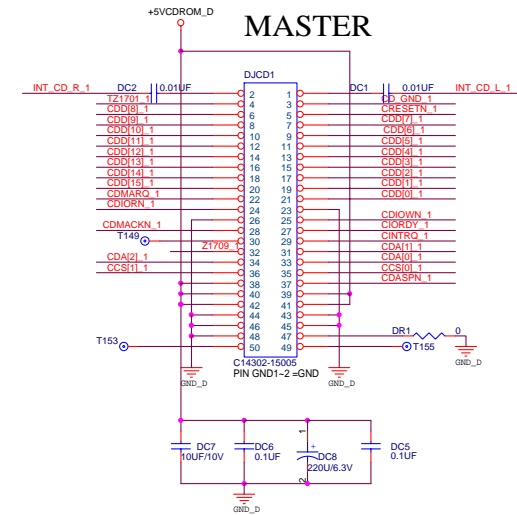 +5VCDROM_D
MASTER
DJCD1
INT_CD_R_1 DC2 0.01UF 2 1 DC1 0.01UF INT_CD_L_1
TZ1701_1 4 3 CD_GND_1
CDD[8]_1 6 5 CRESETN_1
CDD[9]_1 8 7 CDD[7]_1
CDD[10]_1 10 9 CDD[6]_1
CDD[11]_1 12 11 CDD[5]_1
CDD[12]_1 14 13 CDD[4]_1
CDD[13]_1 16 15 CDD[3]_1
CDD[14]_1 18 17 CDD[2]_1
CDD[15]_1 20 19 CDD[1]_1
CDMARQ_1 22 21 CDD[0]_1
CDIORN_1 24 23
26 25 CDIOWN_1
CDMACKN_1 28 27 CIORDY_1
T149 30 29 CINTRQ_1
Z1709_1 32 31 CDA[1]_1
CDA[2]_1 34 33 CDA[0]_1
CCS[1]_1 36 35 CCS[0]_1
38 37 CDASPN_1
40 39
42 41
44 43
46 45
48 47 DR1 0
T153 50 49 T155
GND_D
C14302-15005
PIN GND1~2 =GND
GND_D GND_D
DC7 DC6 1 + DC5
10UF/10V 0.1UF DC8 0.1UF
220U/6.3V
2
GND_D